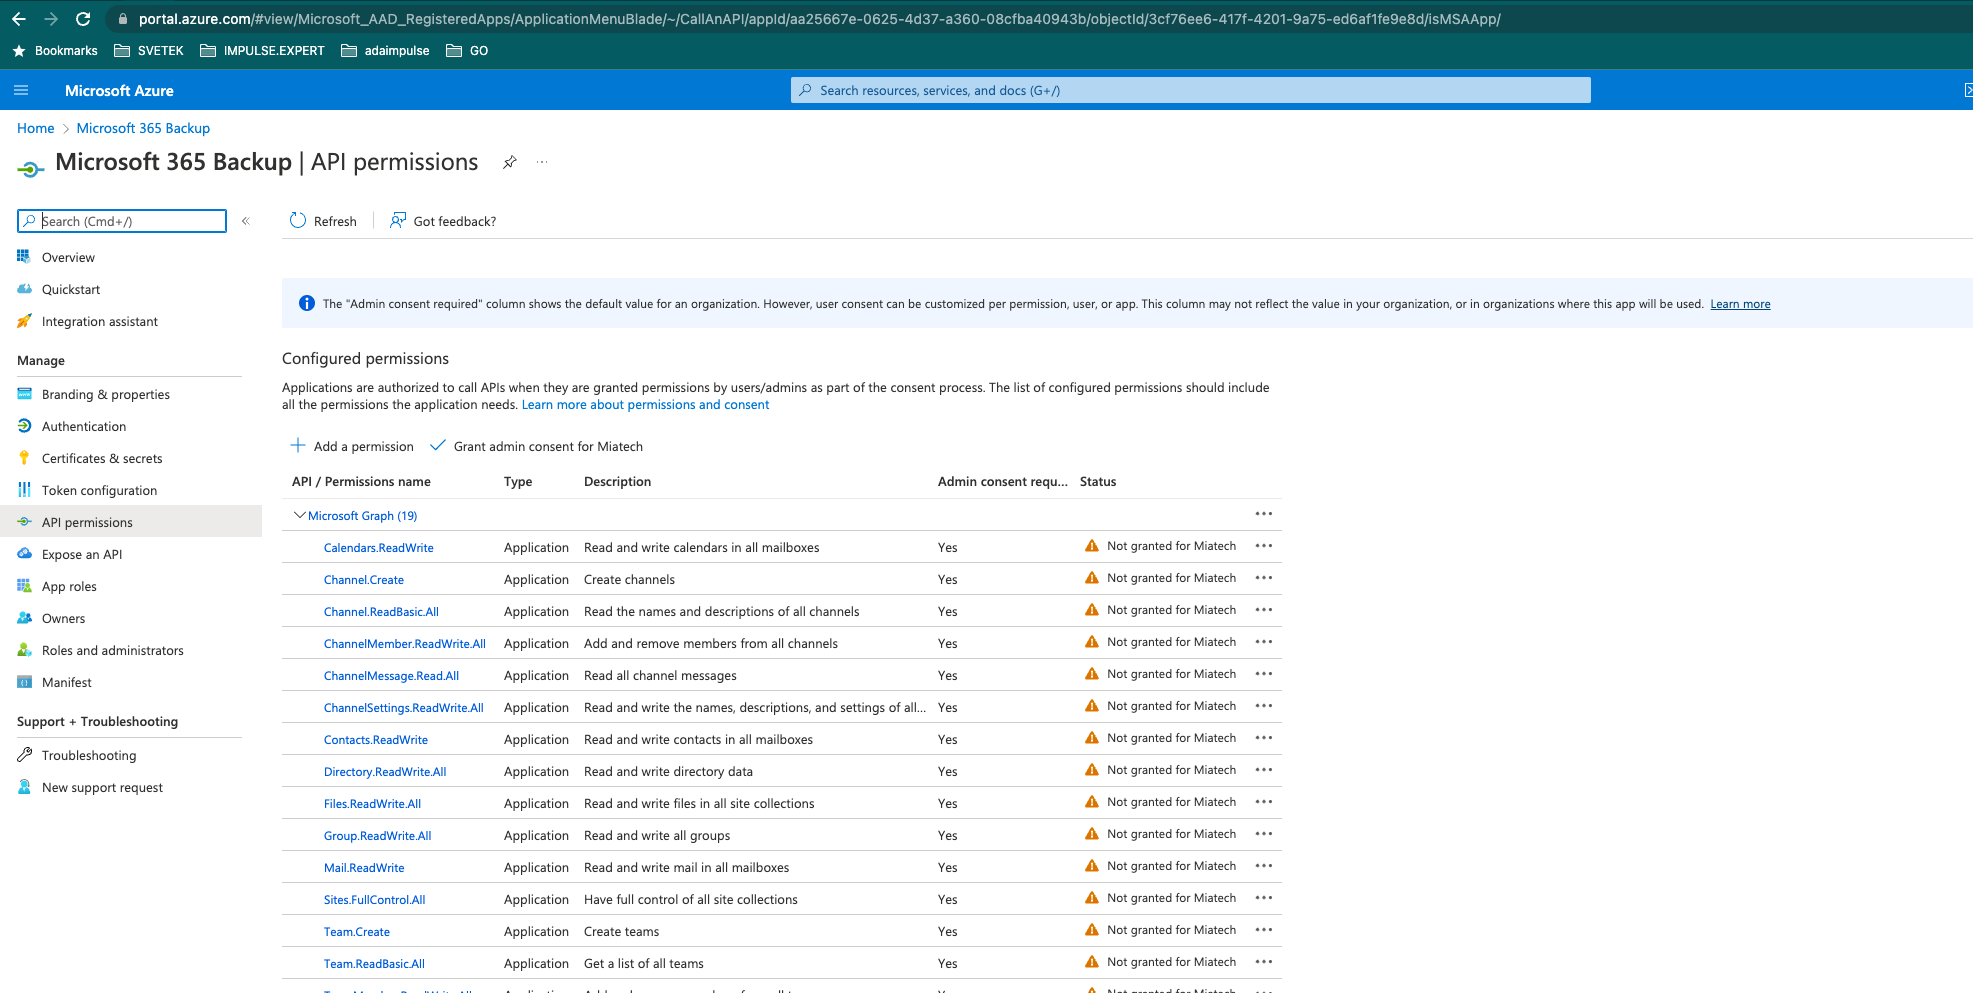 portal.azure.com/#view/Microsoft_AAD_RegisteredApps/ApplicationMenuBlade/~/CallAnAPI/appId/aa25667e-0625-4d37-a360-08cfba40943b/objectId/3cf76ee6-417f-4201-9a75-ed6af1fe9e8d/isMSAApp/
Bookmarks SVETEK IMPULSE.EXPERT adaimpulse GO
Microsoft Azure Search resources, services, and docs (G+/)
Home > Microsoft 365 Backup
Microsoft 365 Backup | API permissions
Search (Cmd+/)
Overview
Quickstart
Integration assistant
Manage
Branding & properties
Authentication
Certificates & secrets
Token configuration
API permissions
Expose an API
App roles
Owners
Roles and administrators
Manifest
Support + Troubleshooting
Troubleshooting
New support request
Refresh Got feedback?
The "Admin consent required" column shows the default value for an organization. However, user consent can be customized per permission, user, or app. This column may not reflect the value in your organization, or in organizations where this app will be used. Learn more
Configured permissions
Applications are authorized to call APIs when they are granted permissions by users/admins as part of the consent process. The list of configured permissions should include
all the permissions the application needs. Learn more about permissions and consent
Add a permission Grant admin consent for Miatech
API / Permissions name Type Description Admin consent requ... Status
Microsoft Graph (19)
Calendars.ReadWrite Application Read and write calendars in all mailboxes Yes Not granted for Miatech
Channel.Create Application Create channels Yes Not granted for Miatech
Channel.ReadBasic.All Application Read the names and descriptions of all channels Yes Not granted for Miatech
ChannelMember.ReadWrite.All Application Add and remove members from all channels Yes Not granted for Miatech
ChannelMessage.Read.All Application Read all channel messages Yes Not granted for Miatech
ChannelSettings.ReadWrite.All Application Read and write the names, descriptions, and settings of all... Yes Not granted for Miatech
Contacts.ReadWrite Application Read and write contacts in all mailboxes Yes Not granted for Miatech
Directory.ReadWrite.All Application Read and write directory data Yes Not granted for Miatech
Files.ReadWrite.All Application Read and write files in all site collections Yes Not granted for Miatech
Group.ReadWrite.All Application Read and write all groups Yes Not granted for Miatech
Mail.ReadWrite Application Read and write mail in all mailboxes Yes Not granted for Miatech
Sites.FullControl.All Application Have full control of all site collections Yes Not granted for Miatech
Team.Create Application Create teams Yes Not granted for Miatech
Team.ReadBasic.All Application Get a list of all teams Yes Not granted for Miatech